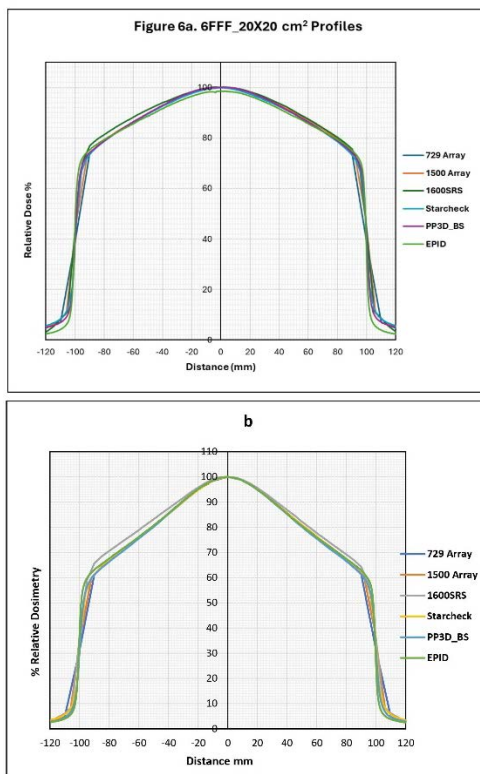 Figure 6a. 6FFF_20X20 cm² Profiles
Relative Dose %
100
80
60
40
20
0
-120 -100 -80 -60 -40 -20 0 20 40 60 80 100 120
Distance (mm)
729 Array
1500 Array
1600SRS
Starcheck
PP3D_BS
EPID
b
% Relative Dosimetry
110
100
90
80
70
60
50
40
30
20
10
0
-120 -100 -80 -60 -40 -20 0 20 40 60 80 100 120
Distance mm
729 Array
1500 Array
1600SRS
Starcheck
PP3D_BS
EPID